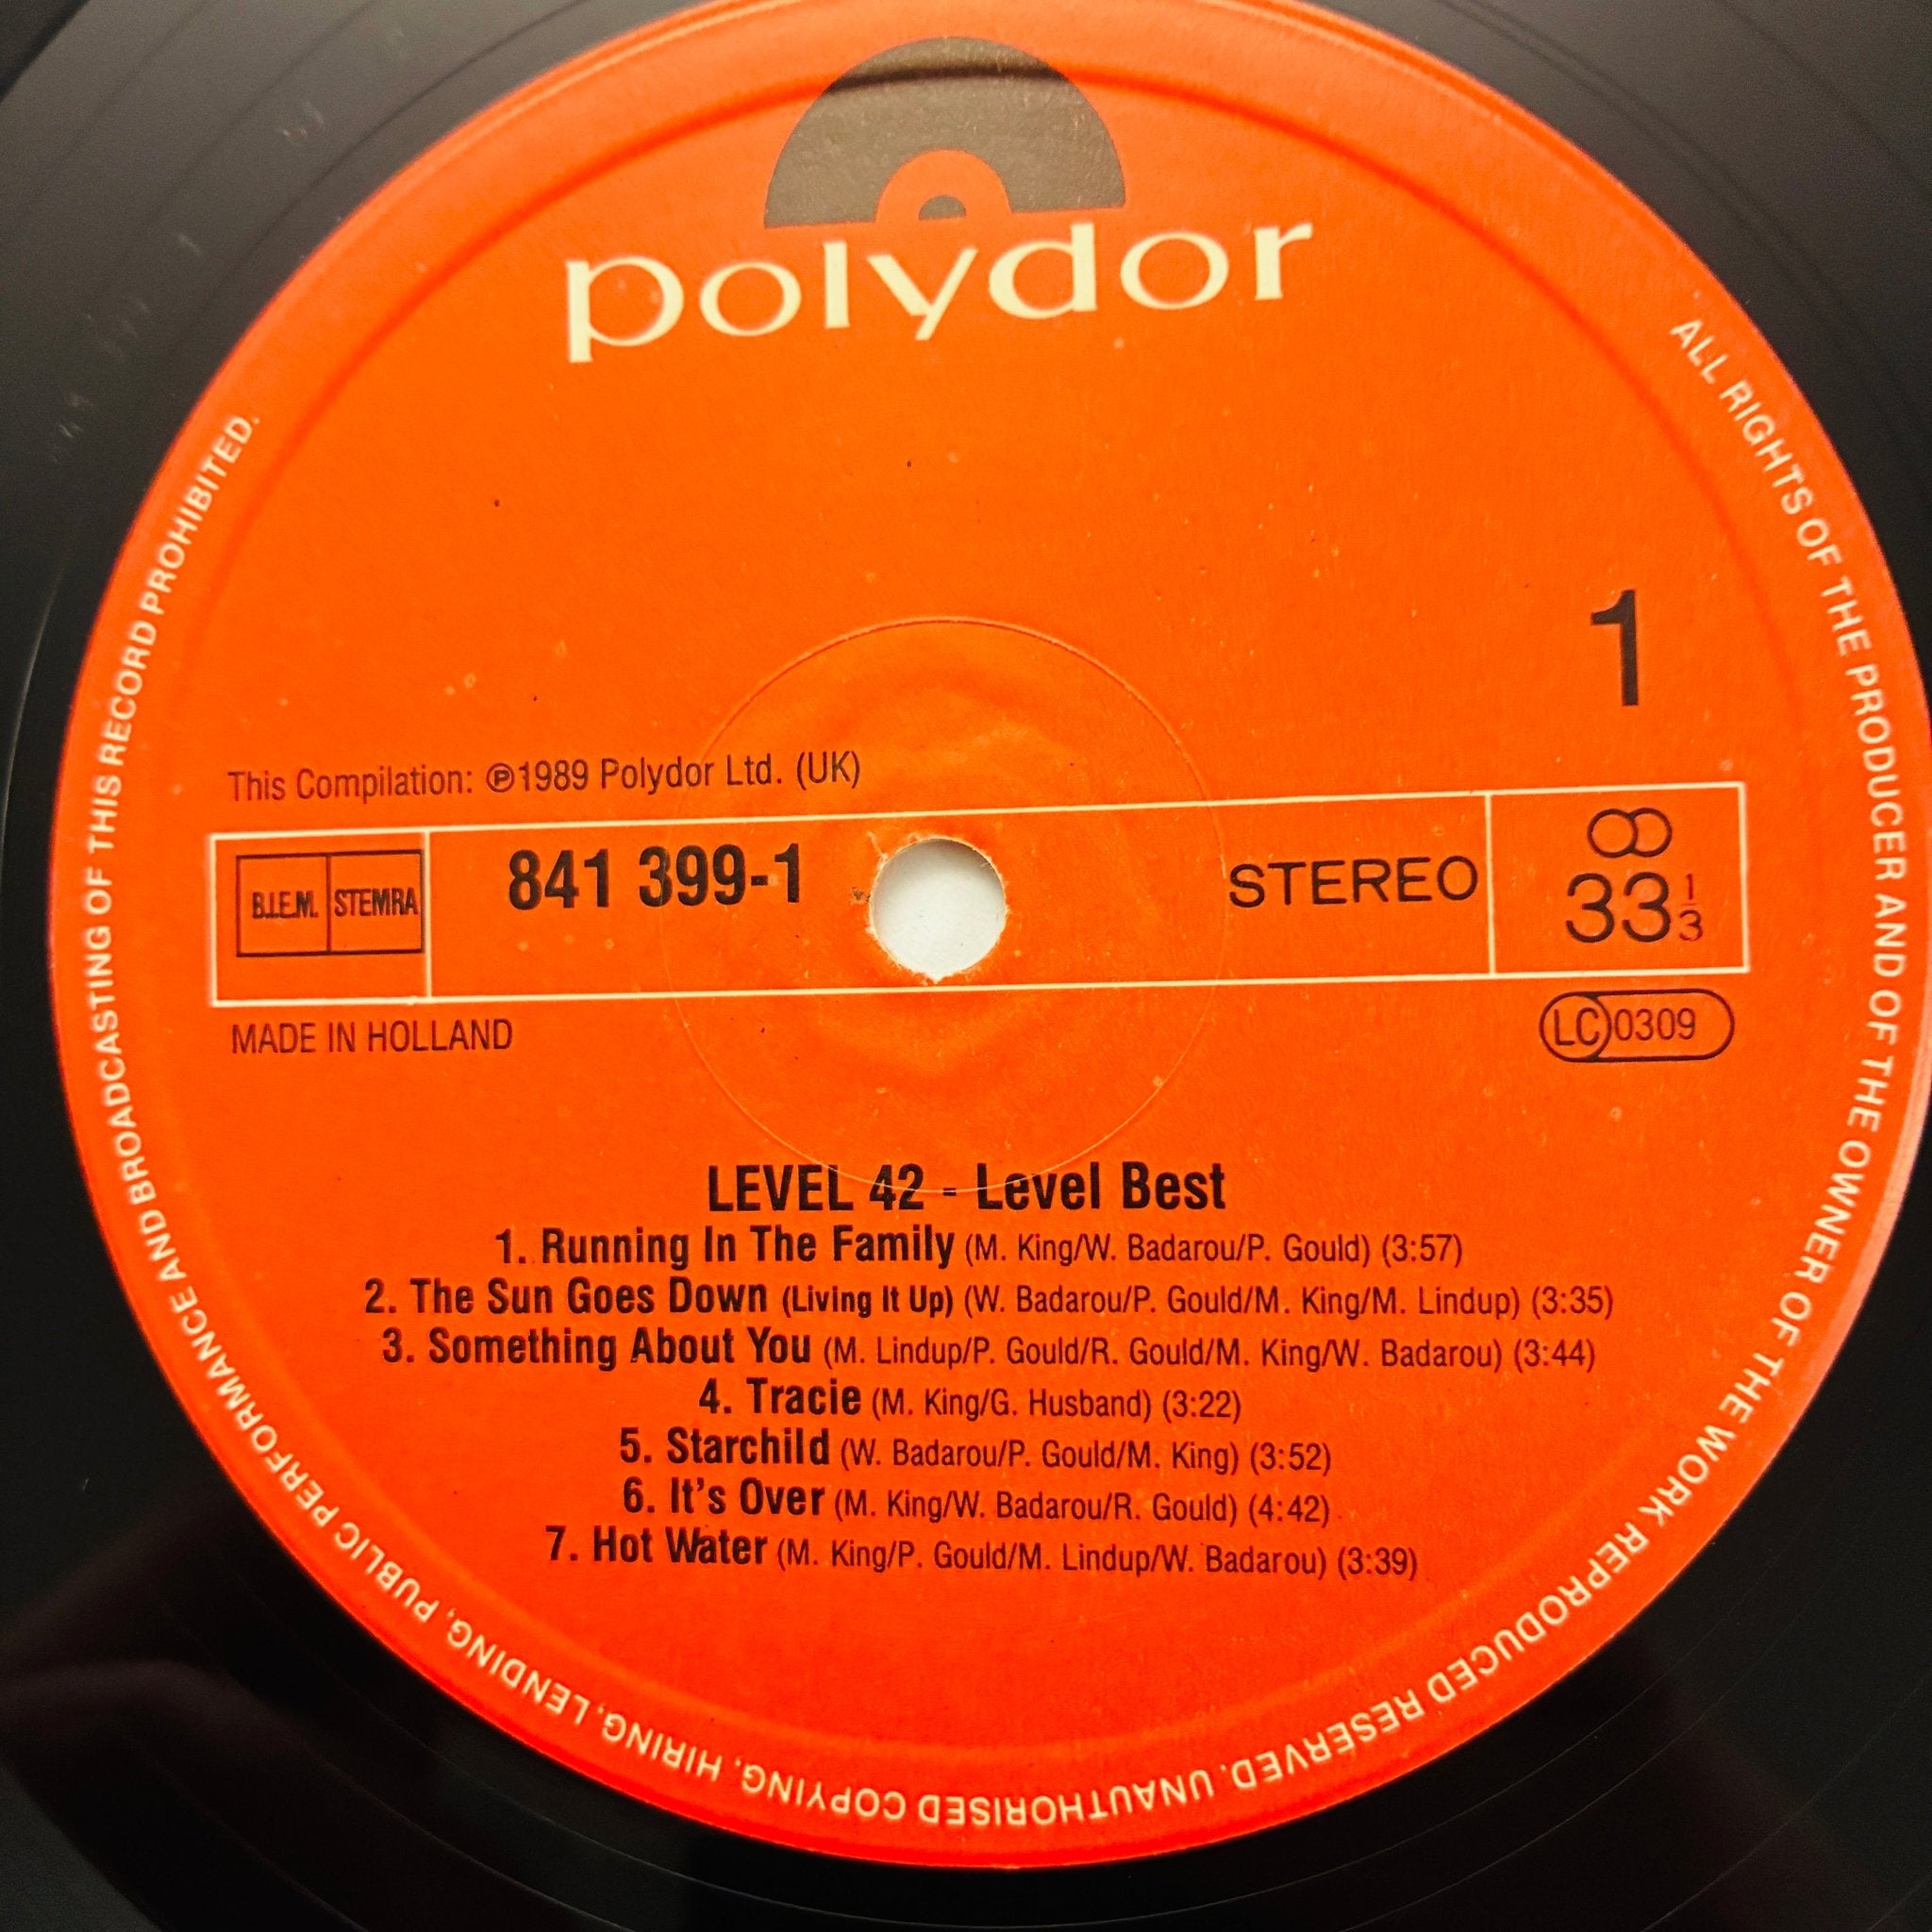 polydor
1
This Compilation: ℗1989 Polydor Ltd. (UK)
B.I.E.M. STEMRA
841 399-1
STEREO
33 1/3
MADE IN HOLLAND
LC 0309
LEVEL 42 - Level Best
1. Running In The Family (M. King/W. Badarou/P. Gould) (3:57)
2. The Sun Goes Down (Living It Up) (W. Badarou/P. Gould/M. King/M. Lindup) (3:35)
3. Something About You (M. Lindup/P. Gould/R. Gould/M. King/W. Badarou) (3:44)
4. Tracie (M. King/G. Husband) (3:22)
5. Starchild (W. Badarou/P. Gould/M. King) (3:52)
6. It's Over (M. King/W. Badarou/R. Gould) (4:42)
7. Hot Water (M. King/P. Gould/M. Lindup/W. Badarou) (3:39)
ALL RIGHTS OF THE PRODUCER AND OF THE OWNER OF THE WORK REPRODUCED RESERVED. UNAUTHORISED COPYING, HIRING, LENDING, PUBLIC PERFORMANCE AND BROADCASTING OF THIS RECORD PROHIBITED.